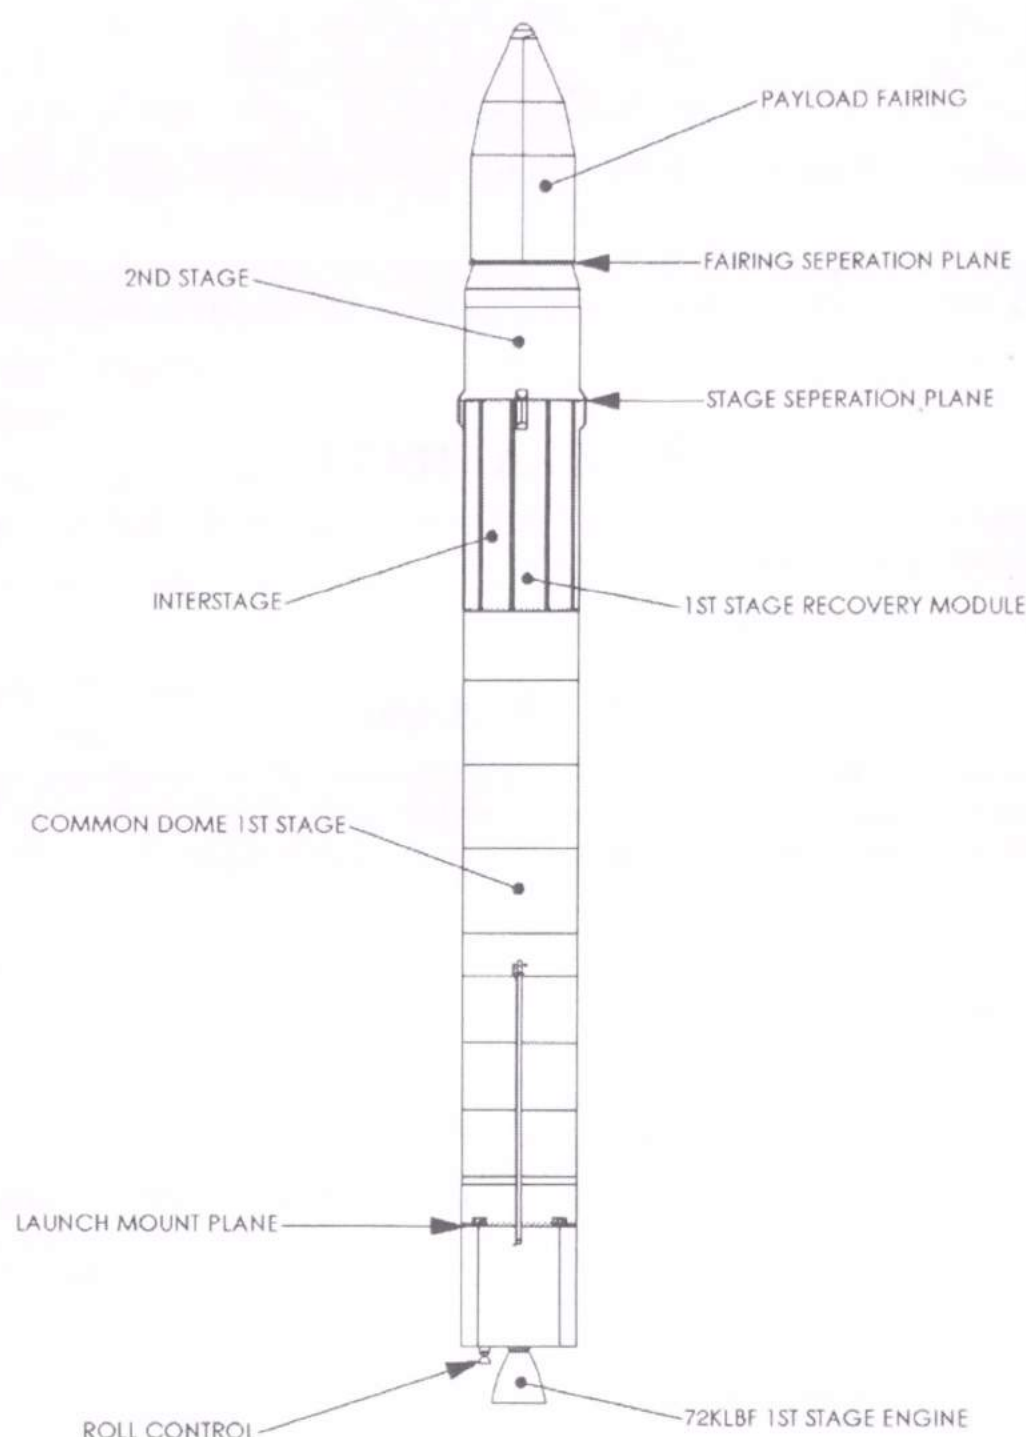 PAYLOAD FAIRING
FAIRING SEPERATION PLANE
2ND STAGE
STAGE SEPERATION PLANE
INTERSTAGE
1ST STAGE RECOVERY MODULE
COMMON DOME 1ST STAGE
LAUNCH MOUNT PLANE
72KLBF 1ST STAGE ENGINE
ROLL CONTROL